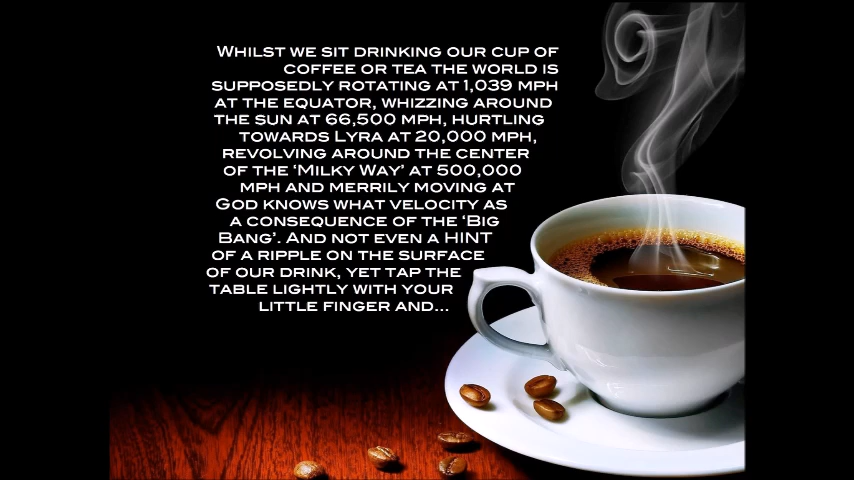 Whilst we sit drinking our cup of
coffee or tea the world is
supposedly rotating at 1,039 mph
at the equator, whizzing around
the sun at 66,500 mph, hurtling
towards Lyra at 20,000 mph,
revolving around the center
of the ‘Milky Way’ at 500,000
mph and merrily moving at
God knows what velocity as
a consequence of the ‘Big
Bang’. And not even a HINT
of a ripple on the surface
of our drink, yet tap the
table lightly with your
little finger and...